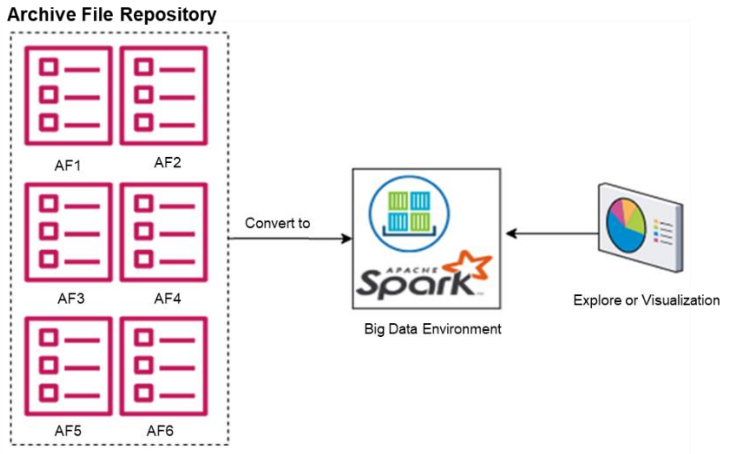 Archive File Repository
AF1
AF2
AF3
AF4
AF5
AF6
Convert to
APACHE
Spark
Big Data Environment
Explore or Visualization